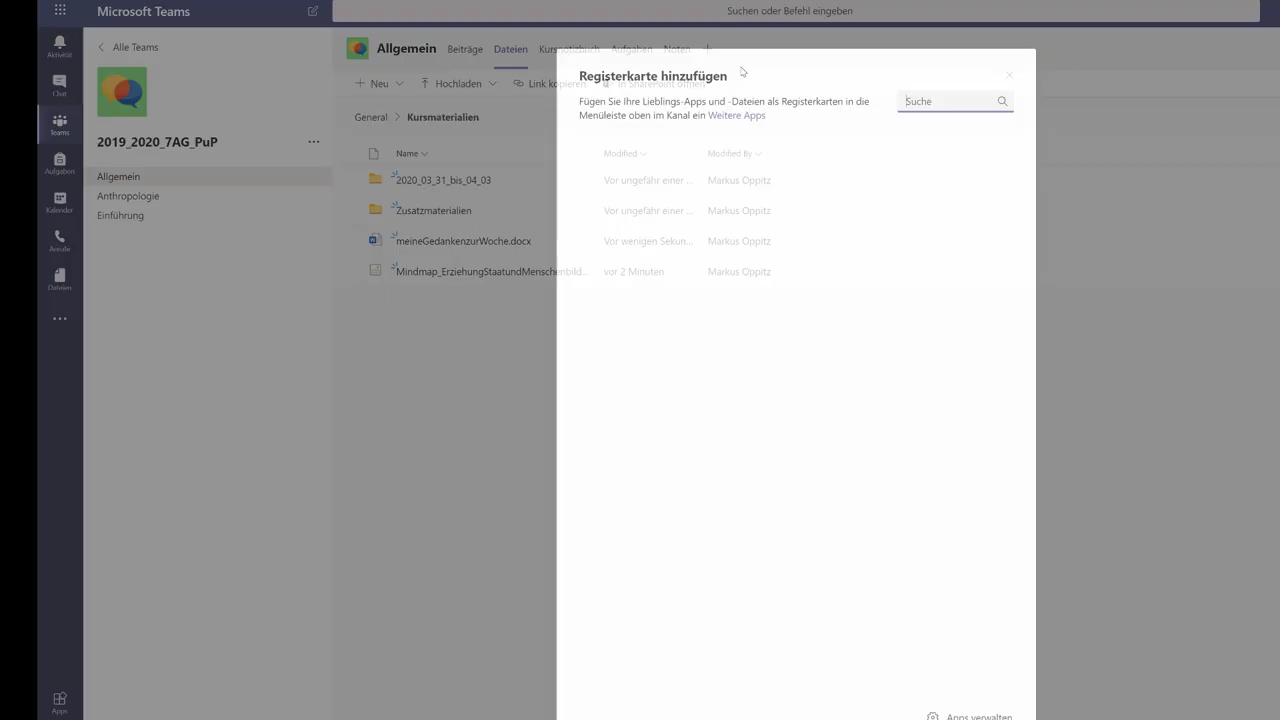 Microsoft Teams
Suchen oder Befehl eingeben
Aktivität
Chat
Teams
Aufgaben
Kalender
Anrufe
Dateien
Apps
Alle Teams
2019_2020_7AG_PuP
Allgemein
Anthropologie
Einführung
Allgemein Beiträge Dateien Kursnotizbuch Aufgaben Noten
Neu Hochladen Link kopieren In SharePoint öffnen
General > Kursmaterialien
Name Modified Modified By
2020_03_31_bis_04_03 Vor ungefähr einer ... Markus Oppitz
Zusatzmaterialien Vor ungefähr einer ... Markus Oppitz
meineGedankenzurWoche.docx Vor wenigen Sekun... Markus Oppitz
Mindmap_ErziehungStaatundMenschenbild... vor 2 Minuten Markus Oppitz
Registerkarte hinzufügen
Fügen Sie Ihre Lieblings-Apps und -Dateien als Registerkarten in die
Menüleiste oben im Kanal ein Weitere Apps
Suche
Apps verwalten